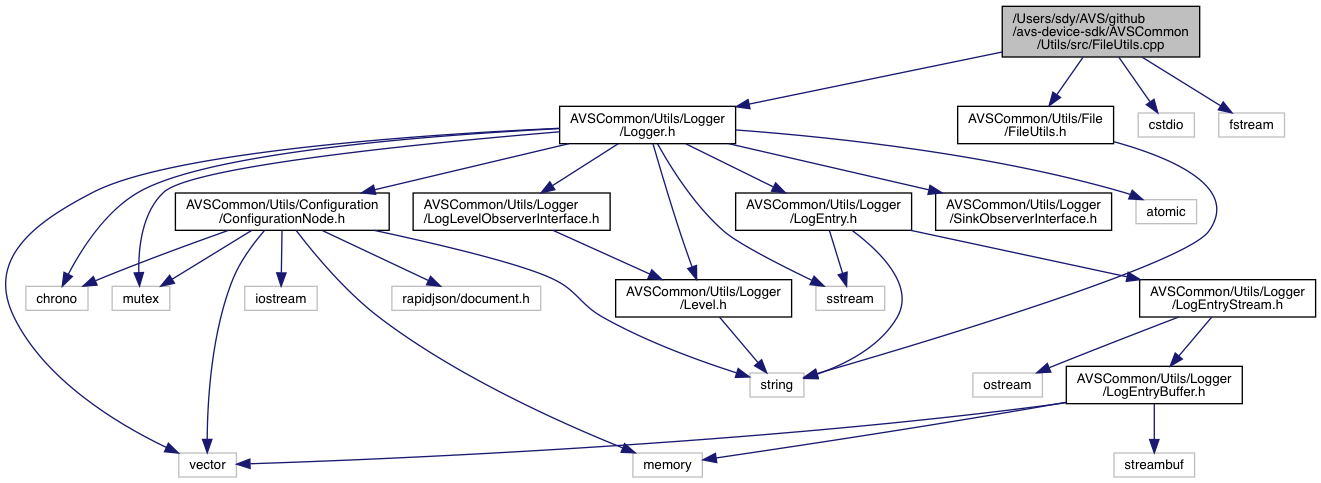 /Users/sdy/AVS/github
/avs-device-sdk/AVSCommon
/Utils/src/FileUtils.cpp
AVSCommon/Utils/Logger
/Logger.h
AVSCommon/Utils/File
/FileUtils.h
cstdio
fstream
AVSCommon/Utils/Configuration
/ConfigurationNode.h
AVSCommon/Utils/Logger
/LogLevelObserverInterface.h
AVSCommon/Utils/Logger
/LogEntry.h
AVSCommon/Utils/Logger
/SinkObserverInterface.h
atomic
chrono
mutex
iostream
rapidjson/document.h
AVSCommon/Utils/Logger
/Level.h
sstream
AVSCommon/Utils/Logger
/LogEntryStream.h
string
ostream
AVSCommon/Utils/Logger
/LogEntryBuffer.h
vector
memory
streambuf